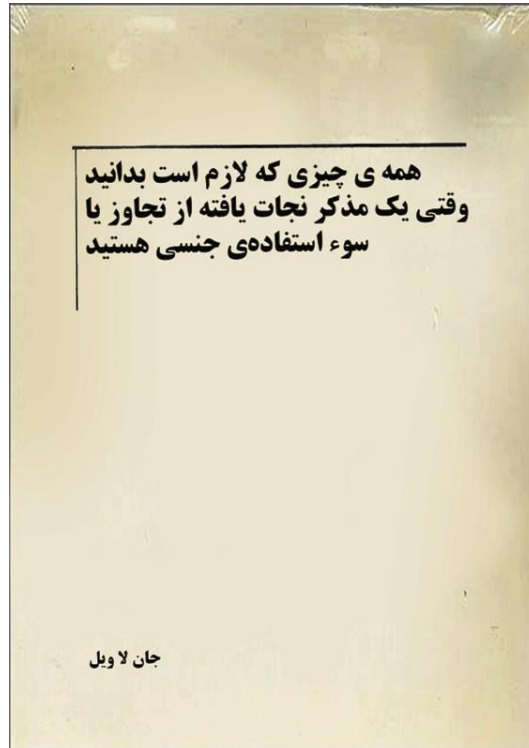 همه ی چیزی که لازم است بدانید
وقتی یک مذکر نجات یافته از تجاوز یا
سوء استفاده‌ی جنسی هستید
جان لا ویل